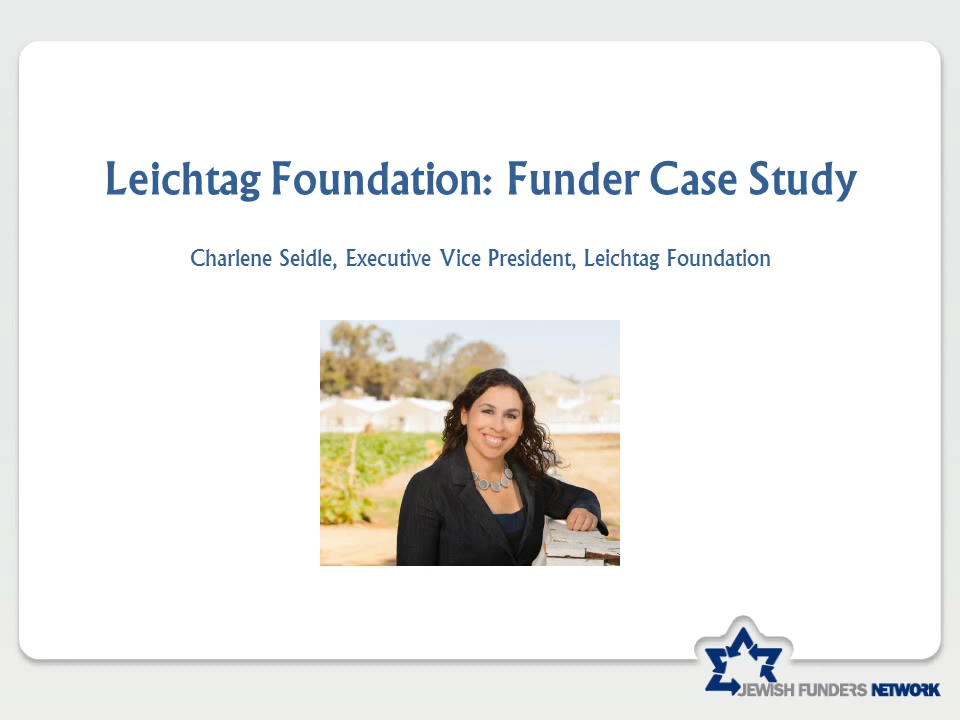 Leichtag Foundation: Funder Case Study
Charlene Seidle, Executive Vice President, Leichtag Foundation
JEWISH FUNDERS NETWORK